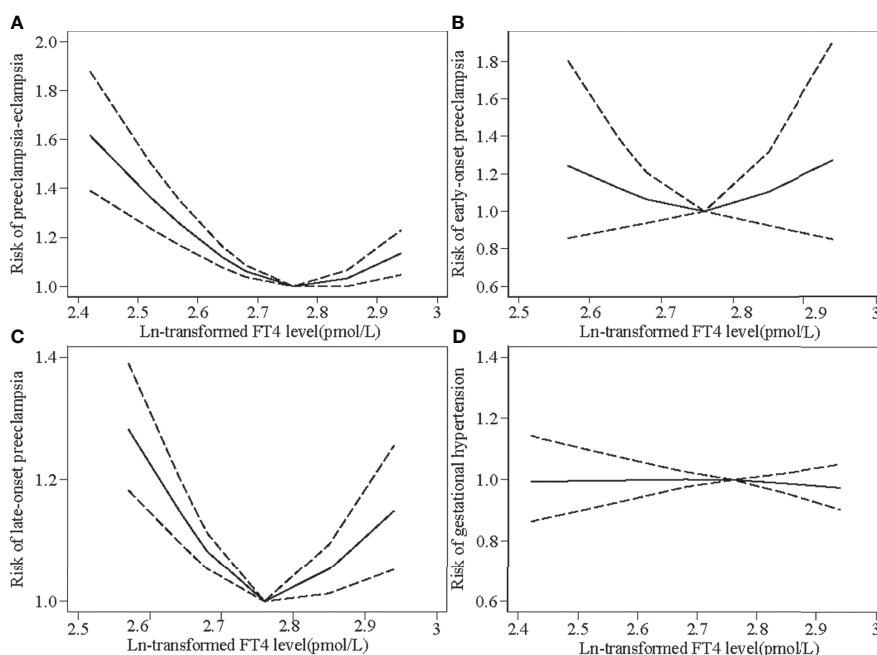 A
Risk of preeclampsia-eclampsia
2.0
1.8
1.6
1.4
1.2
1.0
2.4 2.5 2.6 2.7 2.8 2.9 3
Ln-transformed FT4 level(pmol/L)
B
Risk of early-onset preeclampsia
1.8
1.6
1.4
1.2
1.0
0.8
0.6
2.5 2.6 2.7 2.8 2.9 3
Ln-transformed FT4 level(pmol/L)
C
Risk of late-onset preeclampsia
1.4
1.2
1.0
2.5 2.6 2.7 2.8 2.9 3
Ln-transformed FT4 level(pmol/L)
D
Risk of gestational hypertension
1.4
1.2
1.0
0.8
0.6
2.4 2.5 2.6 2.7 2.8 2.9 3
Ln-transformed FT4 level(pmol/L)